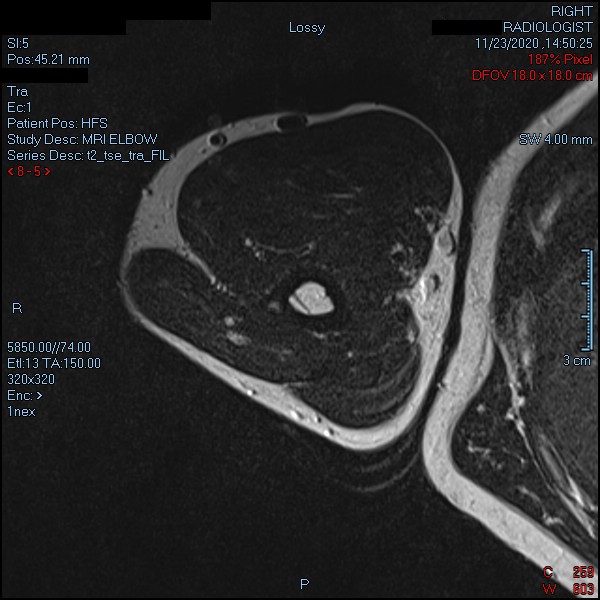 Lossy
RIGHT
RADIOLOGIST
11/23/2020 ,14:50:25
187% Pixel
DFOV 18.0 x 18.0 cm
SI:5
Pos:45.21 mm
Tra
Ec:1
Patient Pos: HFS
Study Desc: MRI ELBOW
Series Desc: t2_tse_tra_FIL
< 8 - 5 >
SW 4.00 mm
R
3 cm
5850.00//74.00
Etl:13 TA:150.00
320x320
Enc: >
1nex
P
C 259
W 603